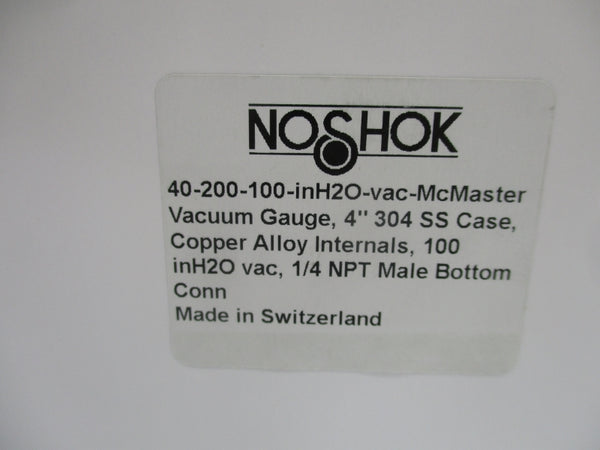 NOSHOK
40-200-100-inH2O-vac-McMaster
Vacuum Gauge, 4" 304 SS Case,
Copper Alloy Internals, 100
inH2O vac, 1/4 NPT Male Bottom
Conn
Made in Switzerland